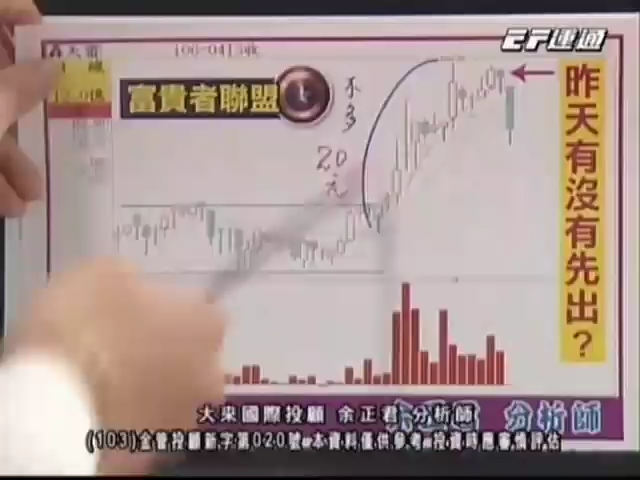 EF建通
富貴者聯盟
不多
20
元
昨天有沒有先出？
大來國際投顧 余正君 分析師
分析師
(103)金管投顧新字第020號 本資料僅供參考 投資時應審慎評估